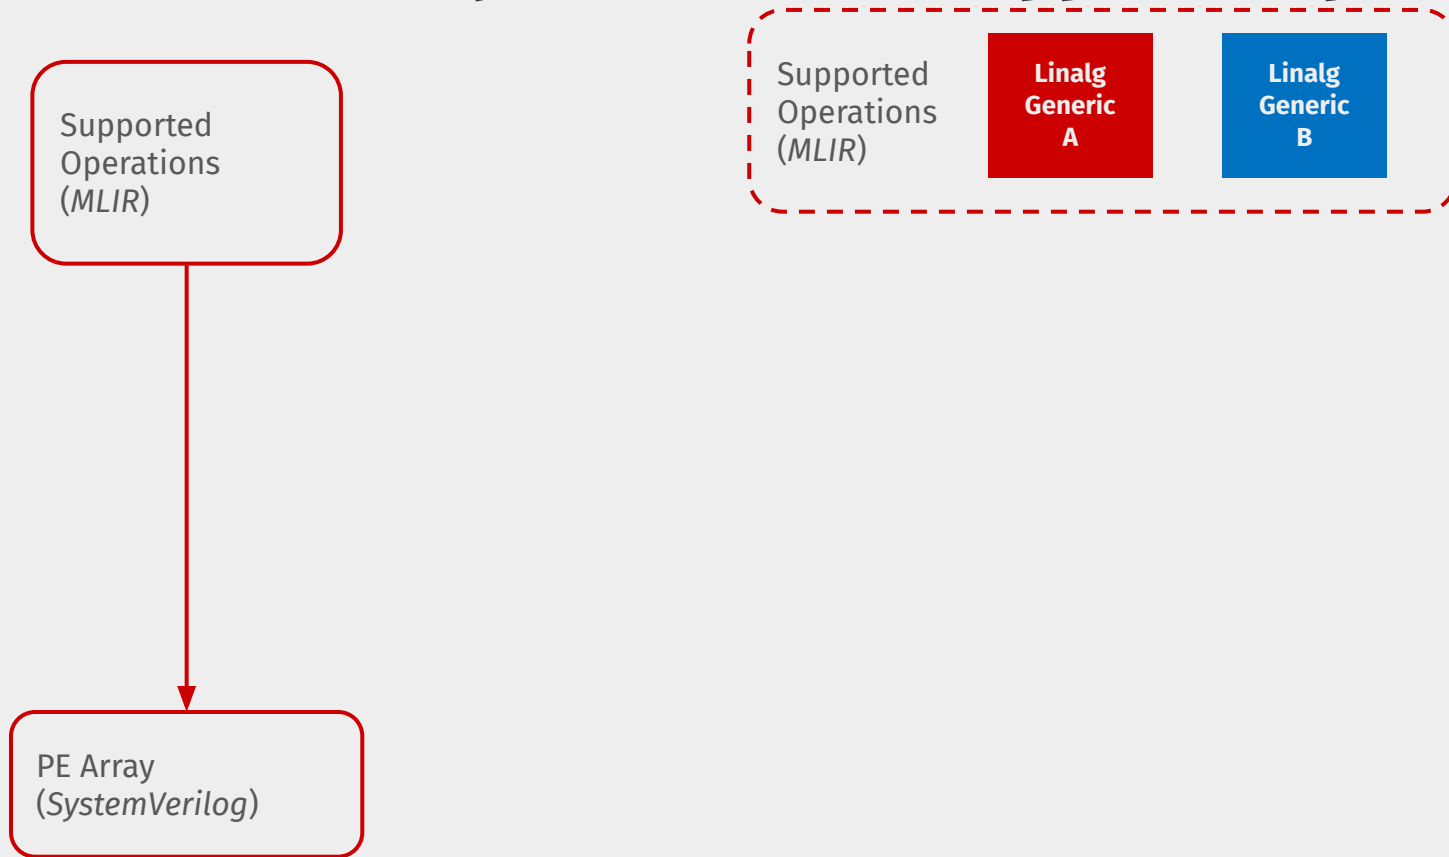 Supported
Operations
(MLIR)
Supported
Operations
(MLIR)
Linalg
Generic
A
Linalg
Generic
B
PE Array
(SystemVerilog)